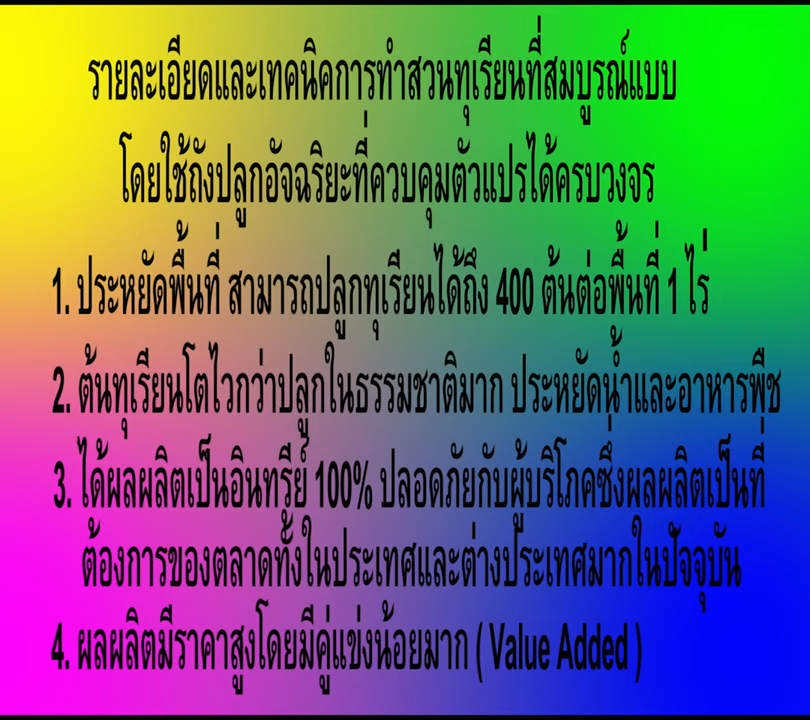 รายละเอียดและเทคนิคการทำสวนทุเรียนที่สมบูรณ์แบบ
โดยใช้ถังปลูกอัจฉริยะที่ควบคุมตัวแปรได้ครบวงจร
1. ประหยัดพื้นที่ สามารถปลูกทุเรียนได้ถึง 400 ต้นต่อพื้นที่ 1 ไร่
2. ต้นทุเรียนโตไวกว่าปลูกในธรรมชาติมาก ประหยัดน้ำและอาหารพืช
3. ได้ผลผลิตเป็นอินทรีย์ 100% ปลอดภัยกับผู้บริโภคซึ่งผลผลิตเป็นที่
ต้องการของตลาดทั้งในประเทศและต่างประเทศมากในปัจจุบัน
4. ผลผลิตมีราคาสูงโดยมีคู่แข่งน้อยมาก ( Value Added )